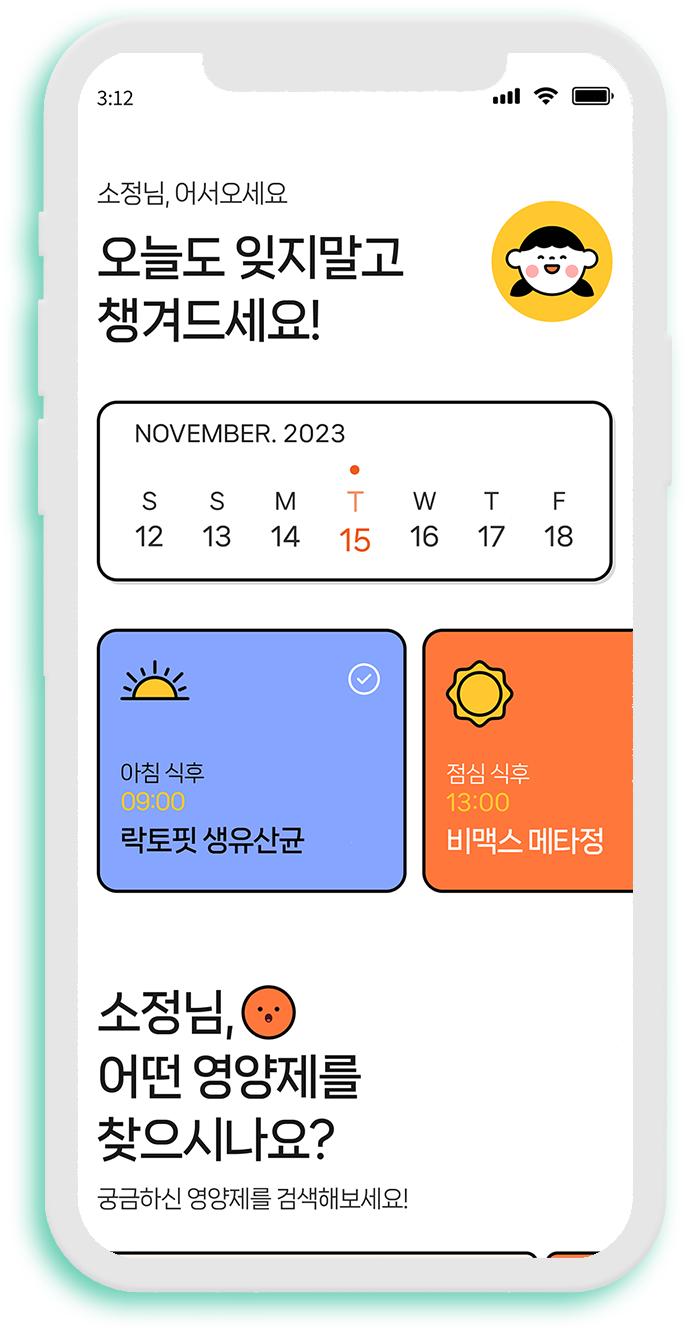 3:12
소정님, 어서오세요
오늘도 잊지말고
챙겨드세요!
NOVEMBER. 2023
S S M T W T F
12 13 14 15 16 17 18
아침 식후
09:00
락토핏 생유산균
점심 식후
13:00
비맥스 메타정
소정님,
어떤 영양제를
찾으시나요?
궁금하신 영양제를 검색해보세요!